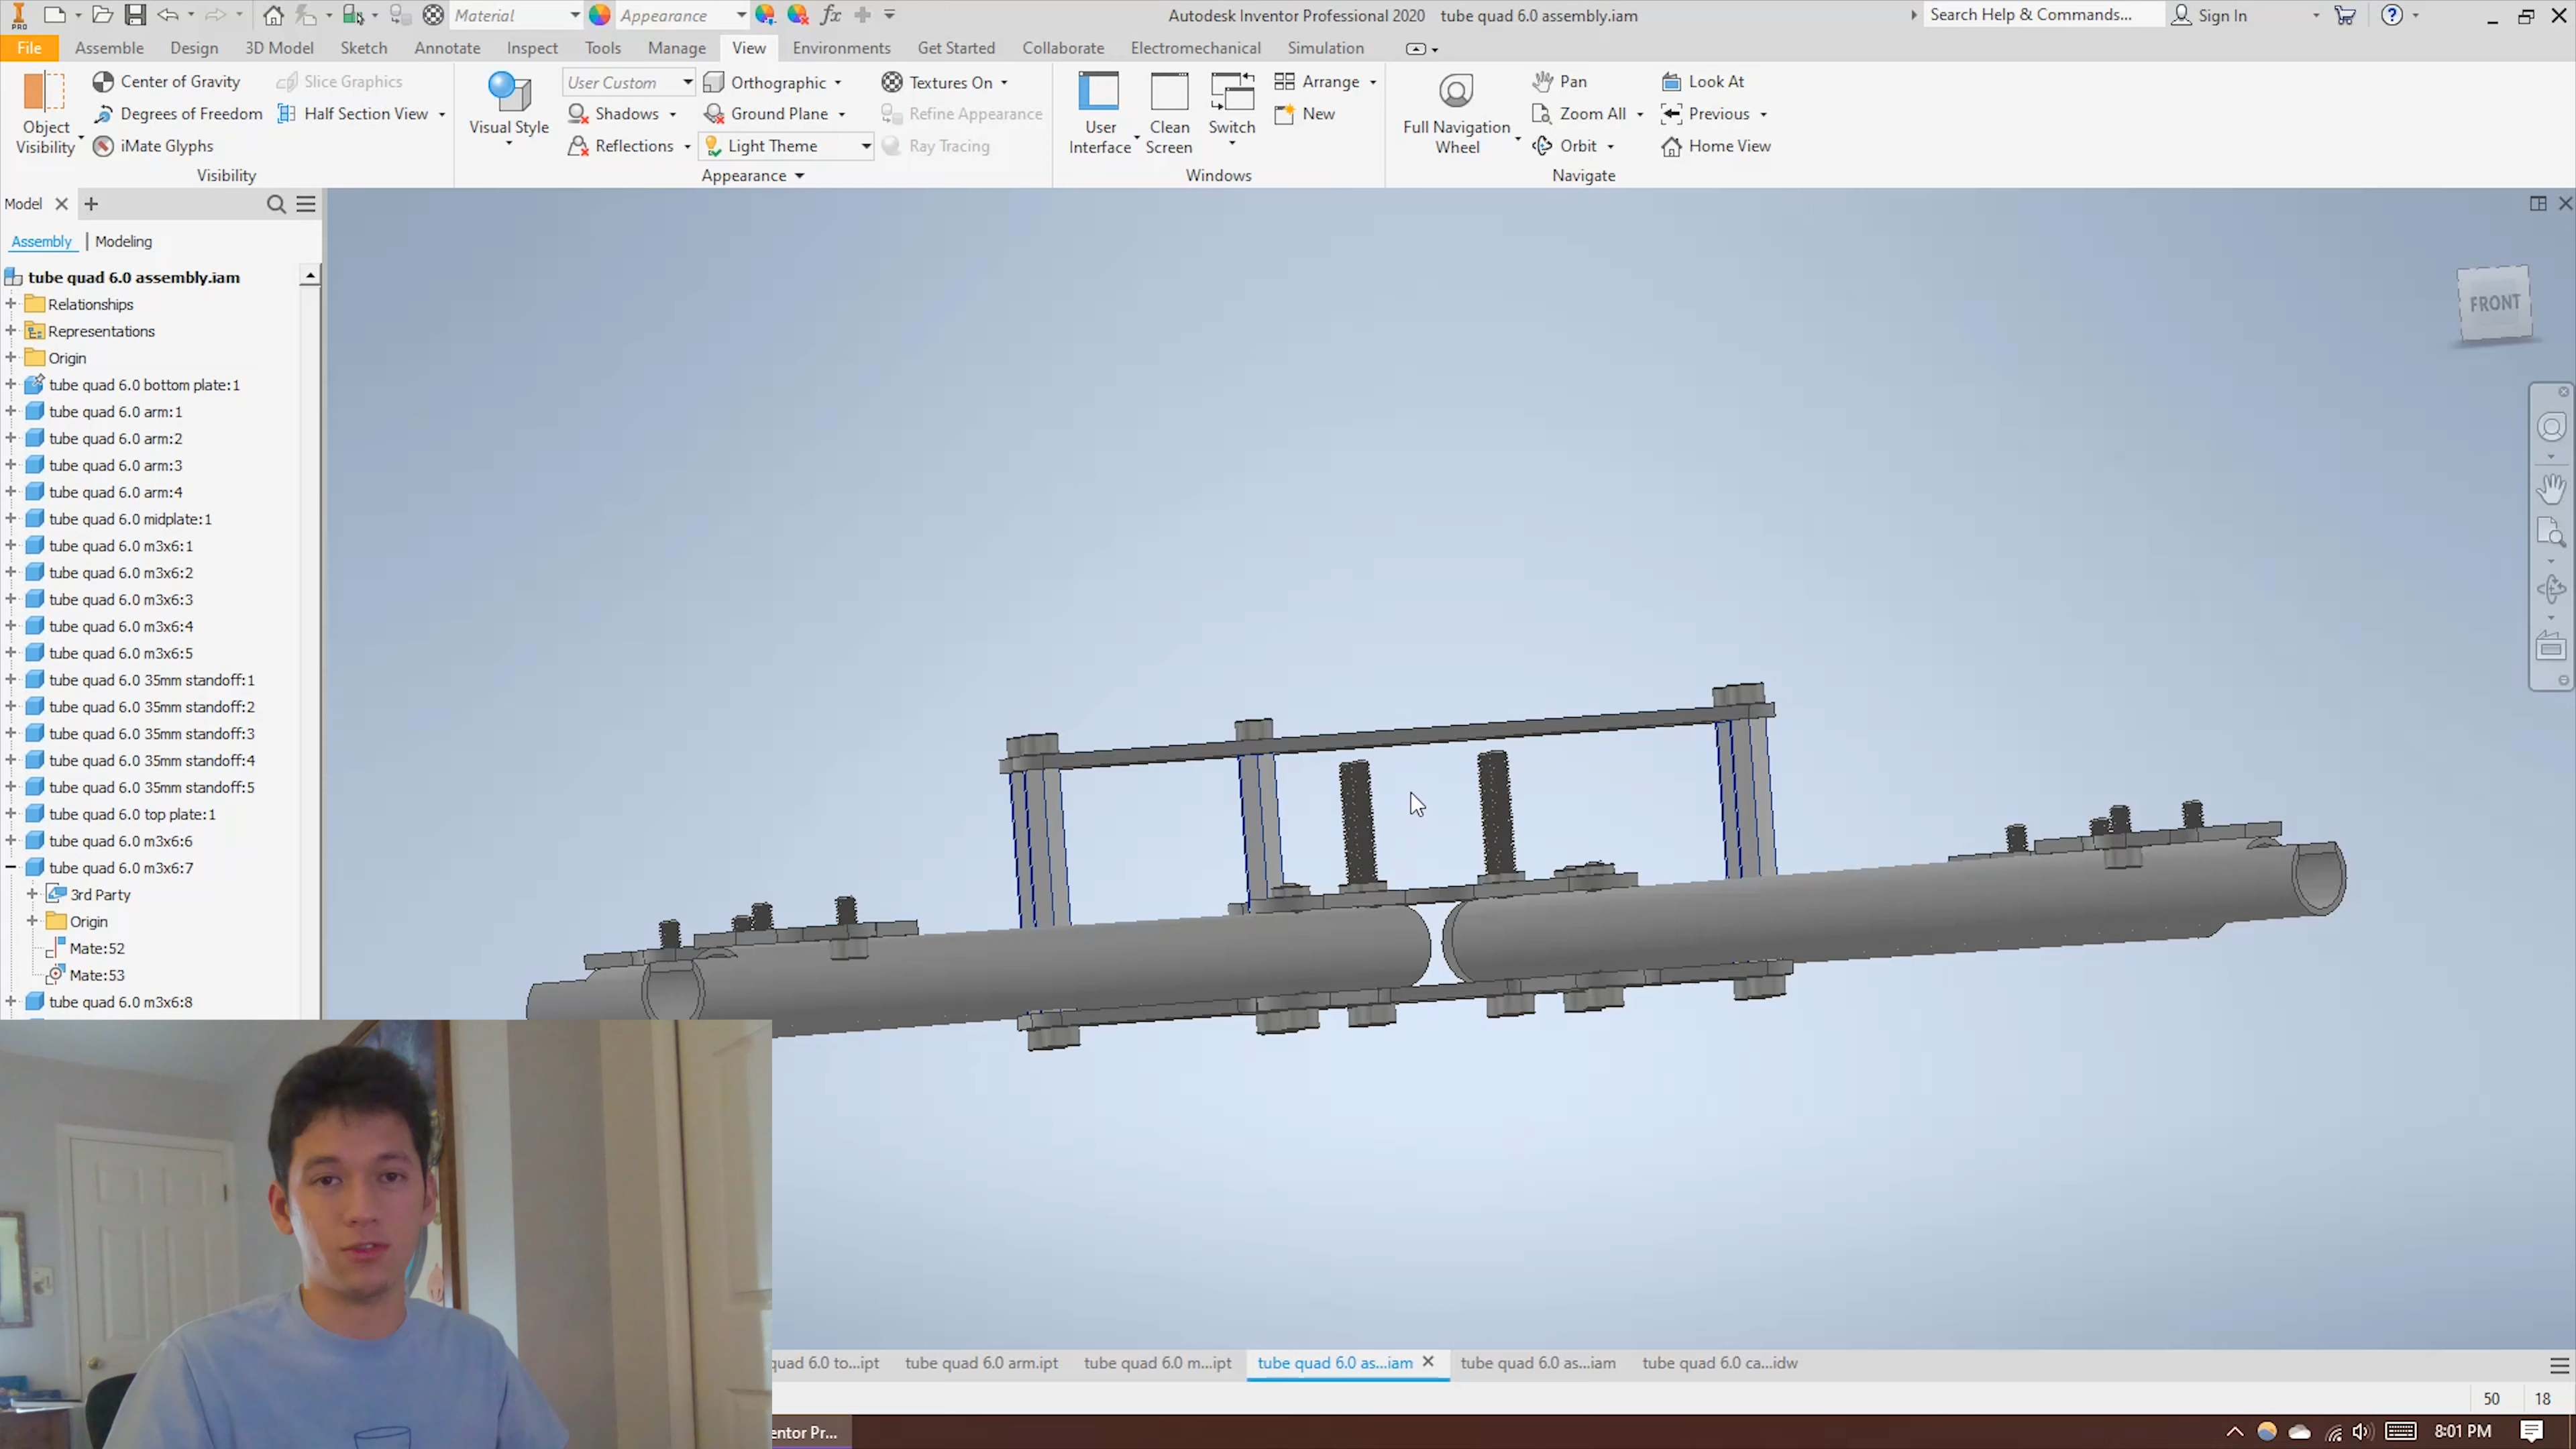 PRO
Material
Appearance
fx
Autodesk Inventor Professional 2020 tube quad 6.0 assembly.iam
Search Help & Commands...
Sign In
File Assemble Design 3D Model Sketch Annotate Inspect Tools Manage View Environments Get Started Collaborate Electromechanical Simulation
Object Visibility
Center of Gravity
Degrees of Freedom
iMate Glyphs
Slice Graphics
Half Section View
Visibility
Visual Style
User Custom
Shadows
Reflections
Orthographic
Ground Plane
Light Theme
Textures On
Refine Appearance
Ray Tracing
Appearance
User Interface
Clean Screen
Switch
Arrange
New
Windows
Full Navigation Wheel
Pan
Zoom All
Orbit
Look At
Previous
Home View
Navigate
Model
Assembly | Modeling
tube quad 6.0 assembly.iam
Relationships
Representations
Origin
tube quad 6.0 bottom plate:1
tube quad 6.0 arm:1
tube quad 6.0 arm:2
tube quad 6.0 arm:3
tube quad 6.0 arm:4
tube quad 6.0 midplate:1
tube quad 6.0 m3x6:1
tube quad 6.0 m3x6:2
tube quad 6.0 m3x6:3
tube quad 6.0 m3x6:4
tube quad 6.0 m3x6:5
tube quad 6.0 35mm standoff:1
tube quad 6.0 35mm standoff:2
tube quad 6.0 35mm standoff:3
tube quad 6.0 35mm standoff:4
tube quad 6.0 35mm standoff:5
tube quad 6.0 top plate:1
tube quad 6.0 m3x6:6
tube quad 6.0 m3x6:7
3rd Party
Origin
Mate:52
Mate:53
tube quad 6.0 m3x6:8
FRONT
quad 6.0 to...ipt
tube quad 6.0 arm.ipt
tube quad 6.0 m...ipt
tube quad 6.0 as...iam
tube quad 6.0 as...iam
tube quad 6.0 ca...idw
50 18
entor Pr...
8:01 PM